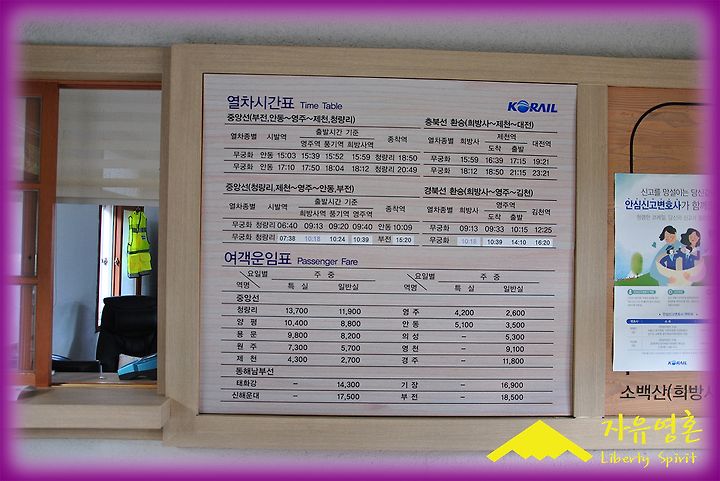 열차시간표 Time Table
KORAIL
중앙선(부전,안동~영주~제천,청량리)
열차종별 시발역 출발시간 기준 종착역
영주역 풍기역 희방사역
무궁화 안동 15:03 15:39 15:52 15:59 청량리 18:50
무궁화 안동 17:10 17:50 18:04 18:12 청량리 20:49
충북선 환승(희방사~제천~대전)
열차종별 희방사 제천역 대전역
도착 출발
무궁화 15:59 16:39 17:15 19:21
무궁화 18:12 18:50 21:15 23:21
중앙선(청량리,제천~영주~안동,부전)
열차종별 시발역 출발시간 기준 종착역
희방사역 풍기역 영주역
무궁화 청량리 06:40 09:13 09:20 09:40 안동 10:09
무궁화 청량리 07:38 10:18 10:24 10:39 부전 15:20
경북선 환승(희방사~영주~김천)
열차종별 희방사 영주역 김천역
도착 출발
무궁화 09:13 09:33 10:15 12:25
무궁화 10:18 10:39 14:10 16:20
여객운임표 Passenger Fare
요일별 주 중
역명 특 실 일반실
중앙선
청량리 13,700 11,900
양 평 10,400 8,800
용 문 9,800 8,200
원 주 7,300 5,700
제 천 4,300 2,700
동해남부선
태화강 – 14,300
신해운대 – 17,500
요일별 주 중
역명 특 실 일반실
영 주 4,200 2,600
안 동 5,100 3,500
의 성 – 5,300
영 천 – 9,100
경 주 – 11,800
기 장 – 16,900
부 전 – 18,500
신고를 망설이는 당신
안심신고변호사가 함께
KORAIL
소백산(희방사
자유영혼
Liberty Spirit